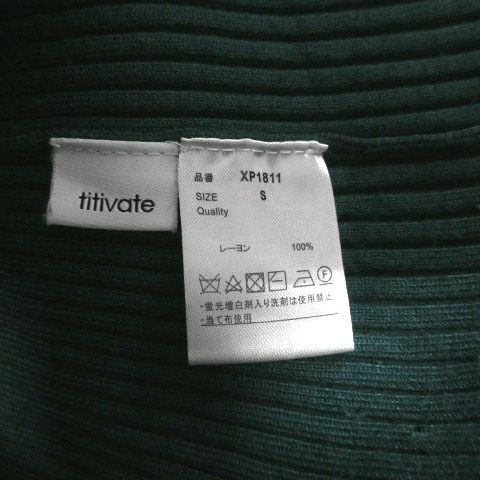 titivate
品番 XP1811
SIZE S
Quality
レーヨン 100%
F
・蛍光増白剤入り洗剤は使用禁止
・当て布使用